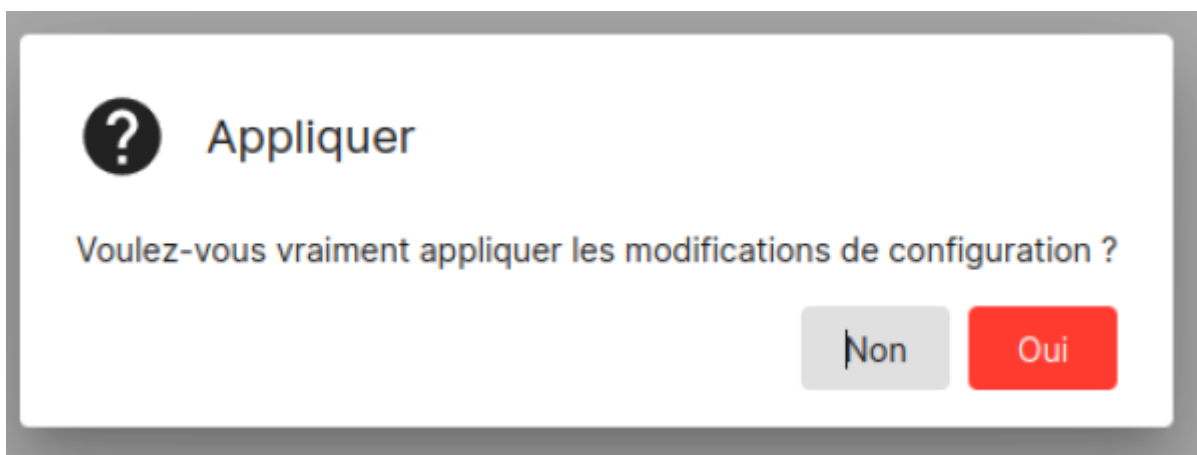 Appliquer
Voulez-vous vraiment appliquer les modifications de configuration ?
Non Oui